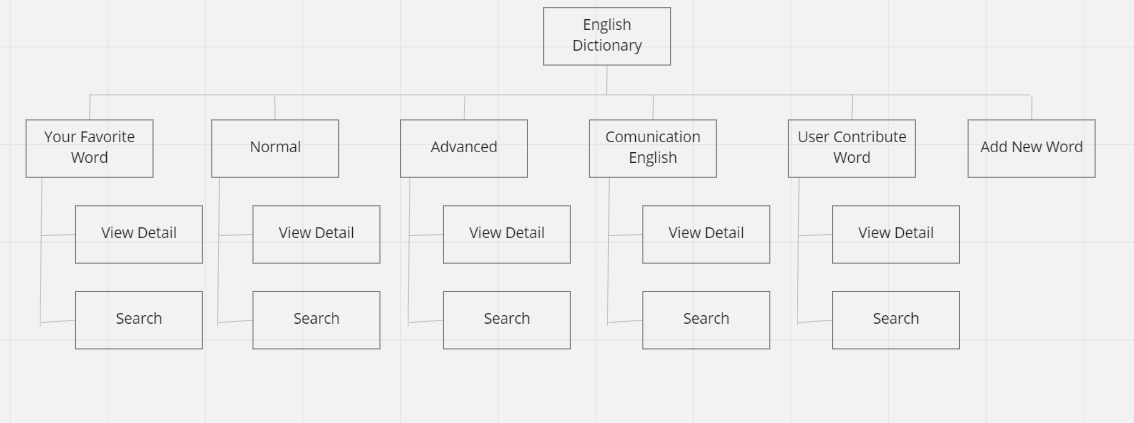 English
Dictionary
Your Favorite
Word
Normal
Advanced
Comunication
English
User Contribute
Word
Add New Word
View Detail
View Detail
View Detail
View Detail
View Detail
Search
Search
Search
Search
Search